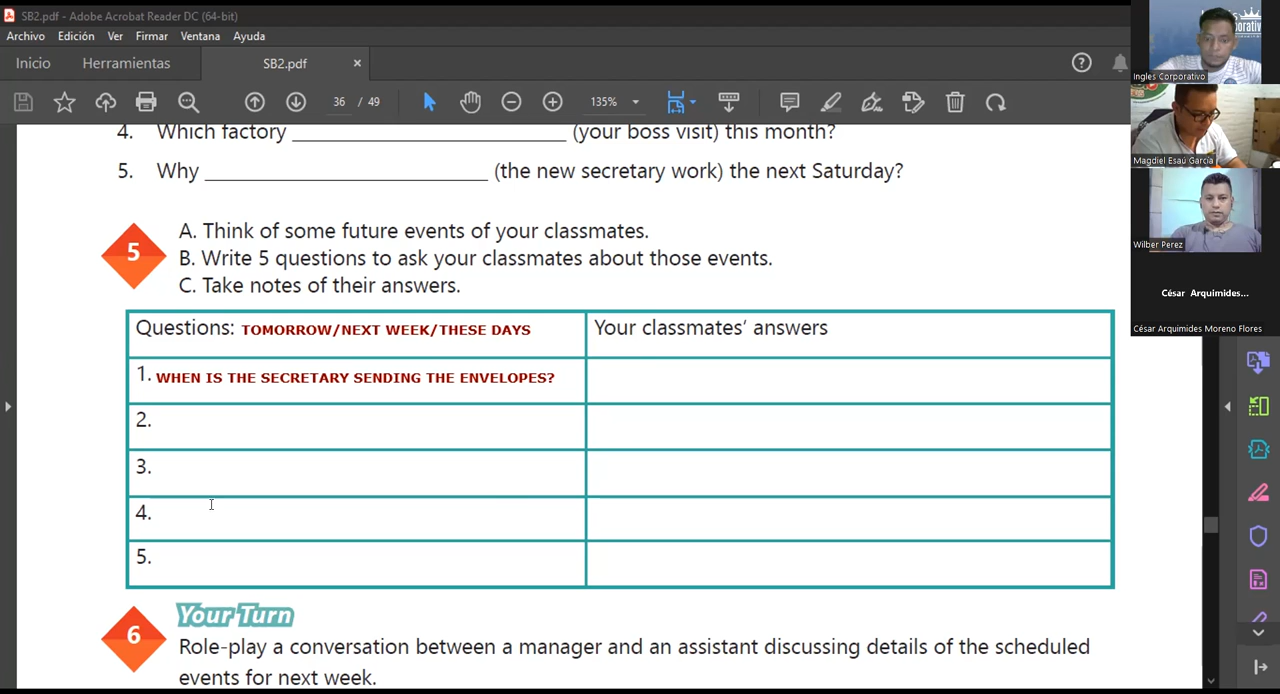 SB2.pdf - Adobe Acrobat Reader DC (64-bit)
Archivo Edición Ver Firmar Ventana Ayuda
Inicio Herramientas SB2.pdf ×
36 / 49 135%
4. Which factory ______________________ (your boss visit) this month?
5. Why ______________________ (the new secretary work) the next Saturday?
5
A. Think of some future events of your classmates.
B. Write 5 questions to ask your classmates about those events.
C. Take notes of their answers.
Questions: TOMORROW/NEXT WEEK/THESE DAYS
Your classmates' answers
1. WHEN IS THE SECRETARY SENDING THE ENVELOPES?
2.
3.
4.
5.
6
Your Turn
Role-play a conversation between a manager and an assistant discussing details of the scheduled
events for next week.
Ingles Corporativo
Magdiel Esaú García
Wilber Perez
César Arquimides...
César Arquimides Moreno Flores